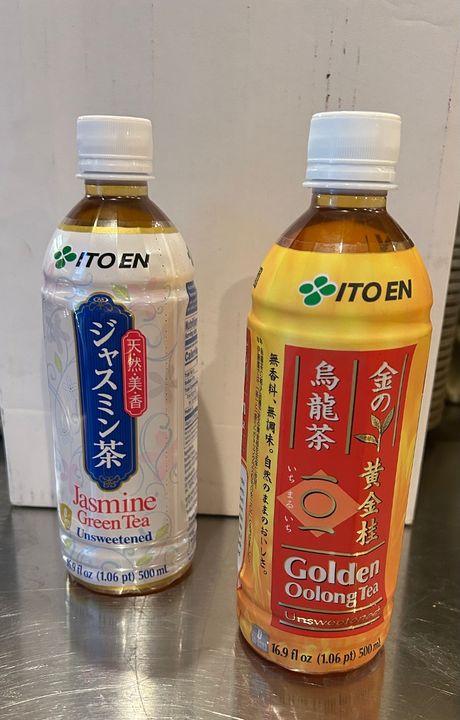 ITO EN
ジャスミン茶
天然・美・香
Jasmine
Green Tea
Unsweetened
16.9 fl oz (1.06 pt) 500 mL
ITO EN
金の
烏龍茶
黄金桂
無香料、無調味。自然のままのおいしさ。
いちまるいち
Golden
Oolong Tea
Unsweetened
16.9 fl oz (1.06 pt) 500 mL